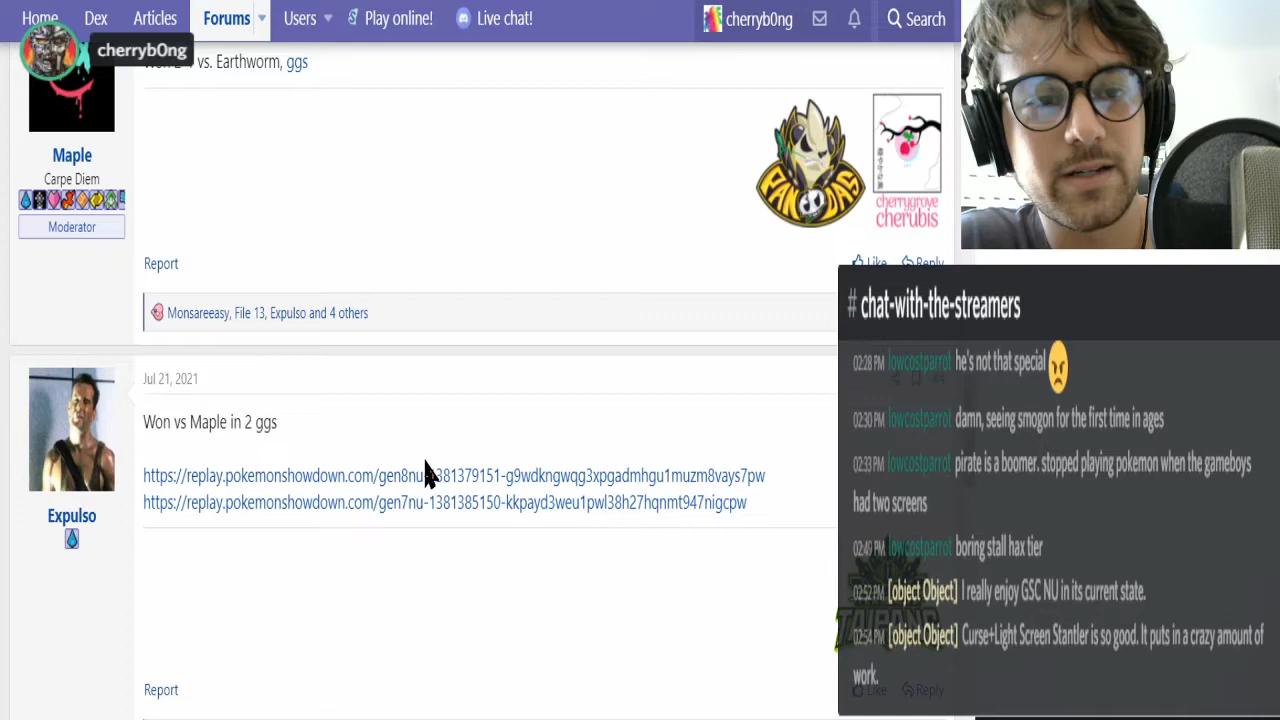 Home Dex Articles Forums Users Play online! Live chat! cherryb0ng Search
cherryb0ng
vs. Earthworm, ggs
Maple
Carpe Diem
Moderator
PANDAS
cherrygrove
cherubis
Report
Like Reply
Monsareeasy, File 13, Expulso and 4 others
Jul 21, 2021
Won vs Maple in 2 ggs
https://replay.pokemonshowdown.com/gen8nu-1381379151-g9wdkngwqg3xpgadmhgu1muzm8vays7pw
https://replay.pokemonshowdown.com/gen7nu-1381385150-kkpayd3weu1pwl38h27hqnmt947nigcpw
Expulso
Report
# chat-with-the-streamers
02:28 PM lowcostparrot he's not that special
02:30 PM lowcostparrot damn, seeing smogon for the first time in ages
02:33 PM lowcostparrot pirate is a boomer. stopped playing pokemon when the gameboys
had two screens
02:49 PM lowcostparrot boring stall hax tier
02:52 PM [object Object] I really enjoy GSC NU in its current state.
02:54 PM [object Object] Curse+Light Screen Stantler is so good. It puts in a crazy amount of
work.
Like Reply